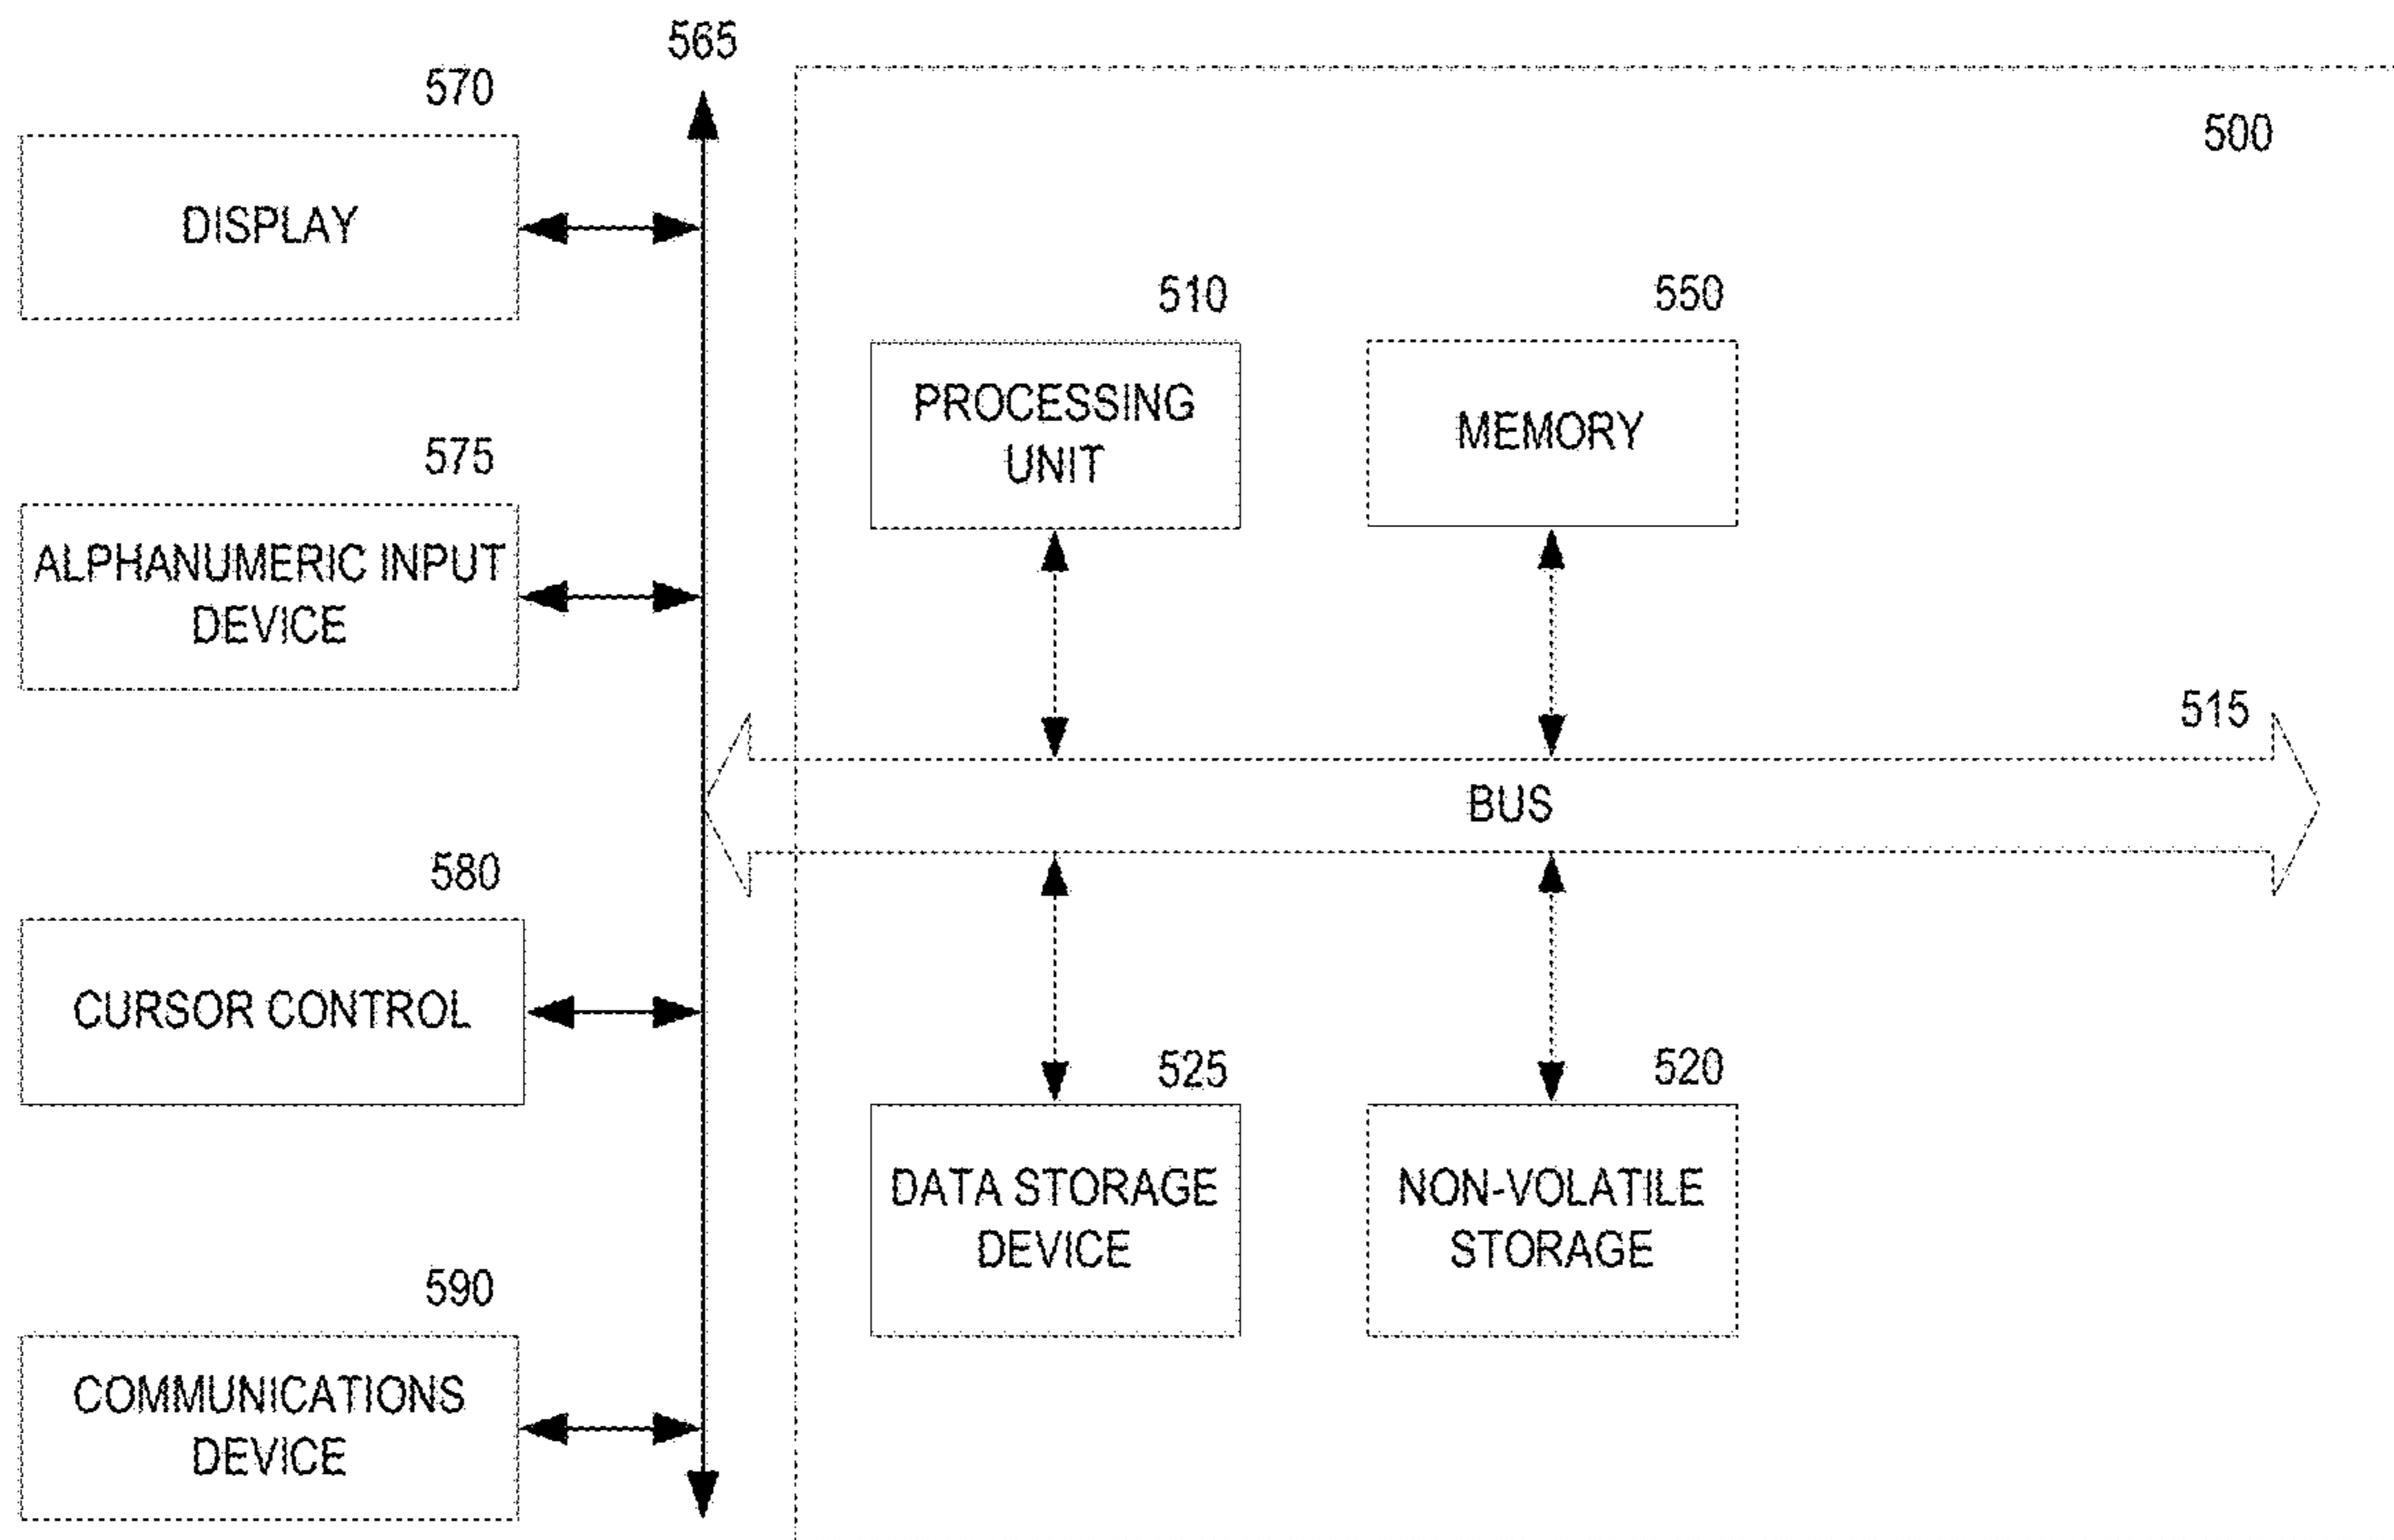 565
570
500
DISPLAY
510
550
PROCESSING
UNIT
MEMORY
575
ALPHANUMERIC INPUT
DEVICE
515
BUS
580
CURSOR CONTROL
525
520
DATA STORAGE
DEVICE
NON-VOLATILE
STORAGE
590
COMMUNICATIONS
DEVICE